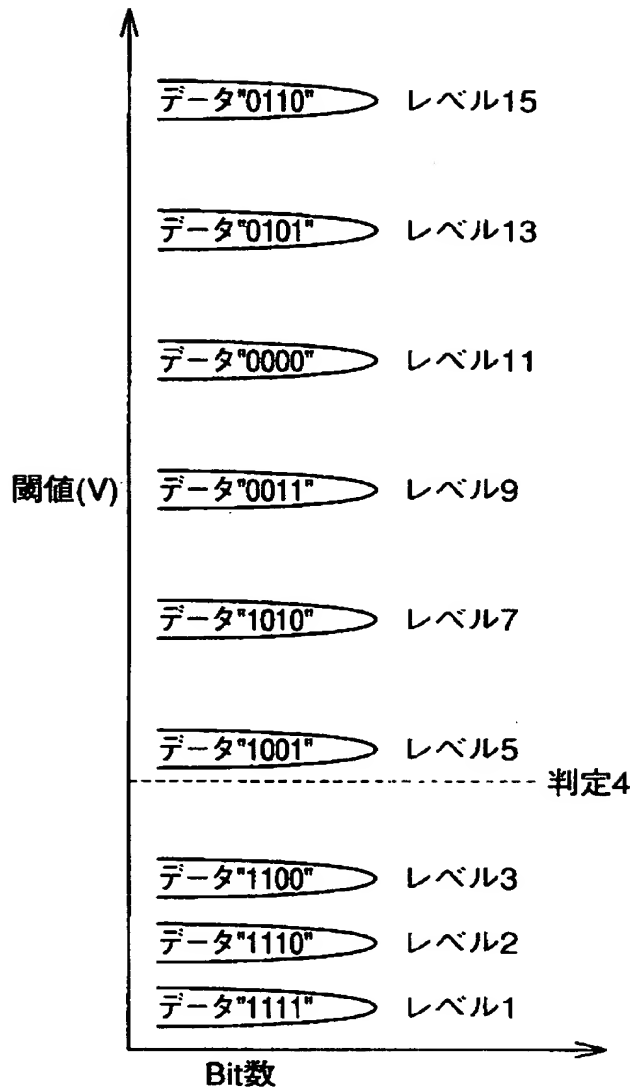 データ"0110" レベル15
データ"0101" レベル13
データ"0000" レベル11
閾値(V) データ"0011" レベル9
データ"1010" レベル7
データ"1001" レベル5
判定4
データ"1100" レベル3
データ"1110" レベル2
データ"1111" レベル1
Bit数